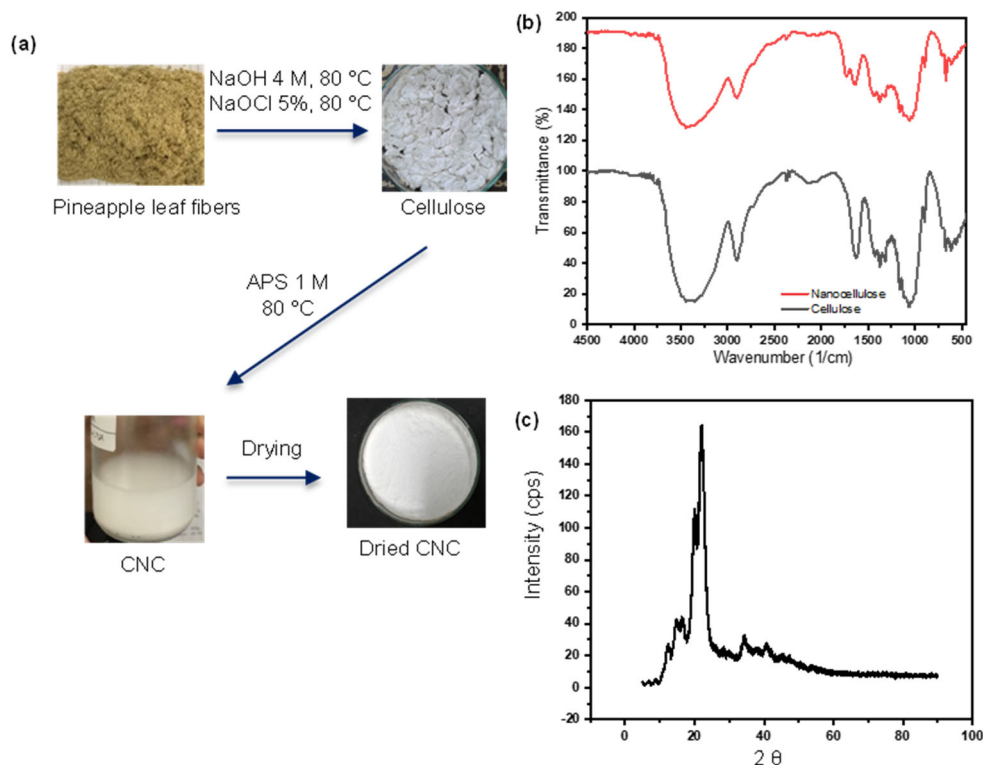 (a)
NaOH 4 M, 80 °C
NaOCl 5%, 80 °C
Pineapple leaf fibers
Cellulose
APS 1 M
80 °C
Drying
CNC
Dried CNC
(b)
200
180
160
140
120
100
80
60
40
20
0
Transmittance (%)
Nanocellulose
Cellulose
4500 4000 3500 3000 2500 2000 1500 1000 500
Wavenumber (1/cm)
(c)
180
160
140
120
100
80
60
40
20
0
-20
Intensity (cps)
0 20 40 60 80 100
2 θ